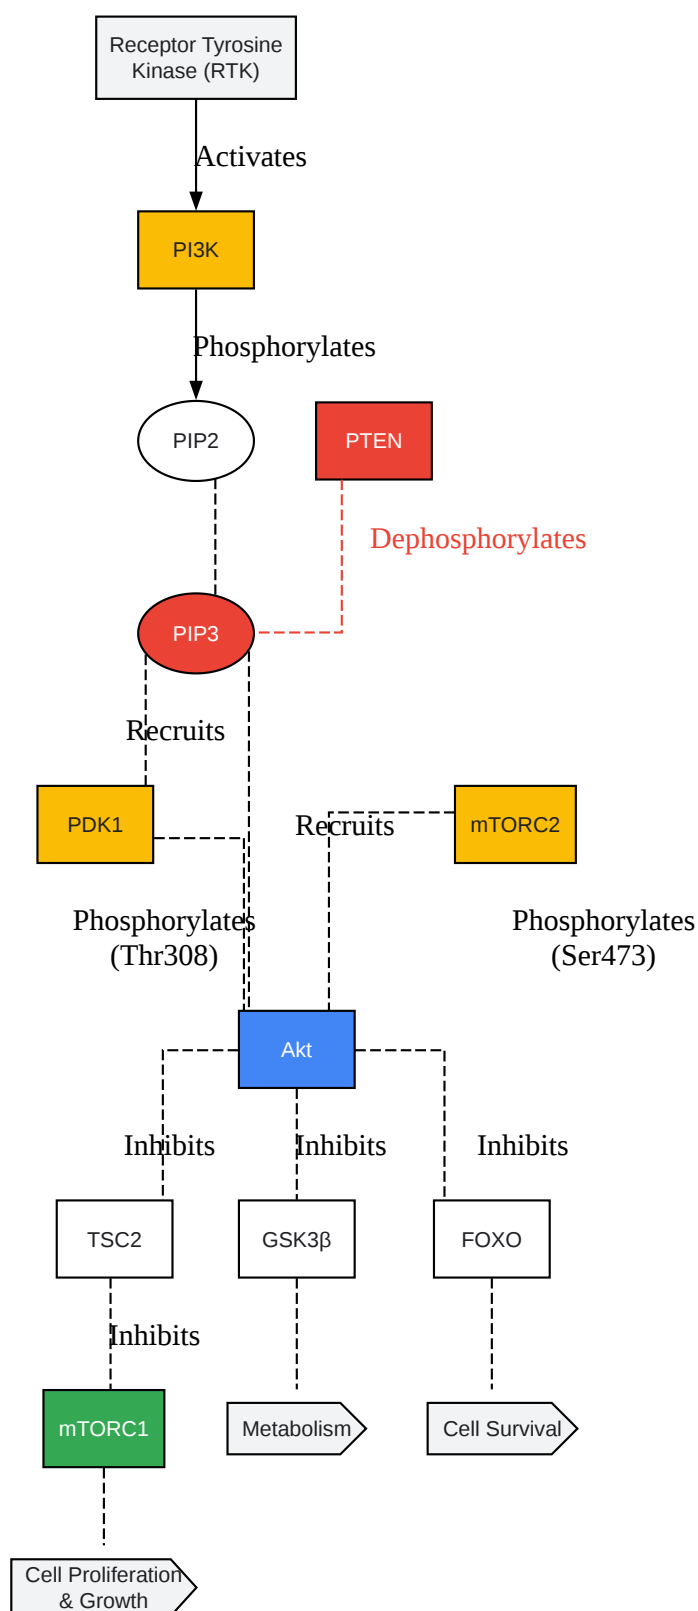 Receptor Tyrosine
Kinase (RTK)
Activates
PI3K
Phosphorylates
PIP2
PTEN
Dephosphorylates
PIP3
Recruits
PDK1
Recruits
mTORC2
Phosphorylates
(Thr308)
Phosphorylates
(Ser473)
Akt
Inhibits
Inhibits
Inhibits
TSC2
GSK3β
FOXO
Inhibits
mTORC1
Metabolism
Cell Survival
Cell Proliferation
& Growth